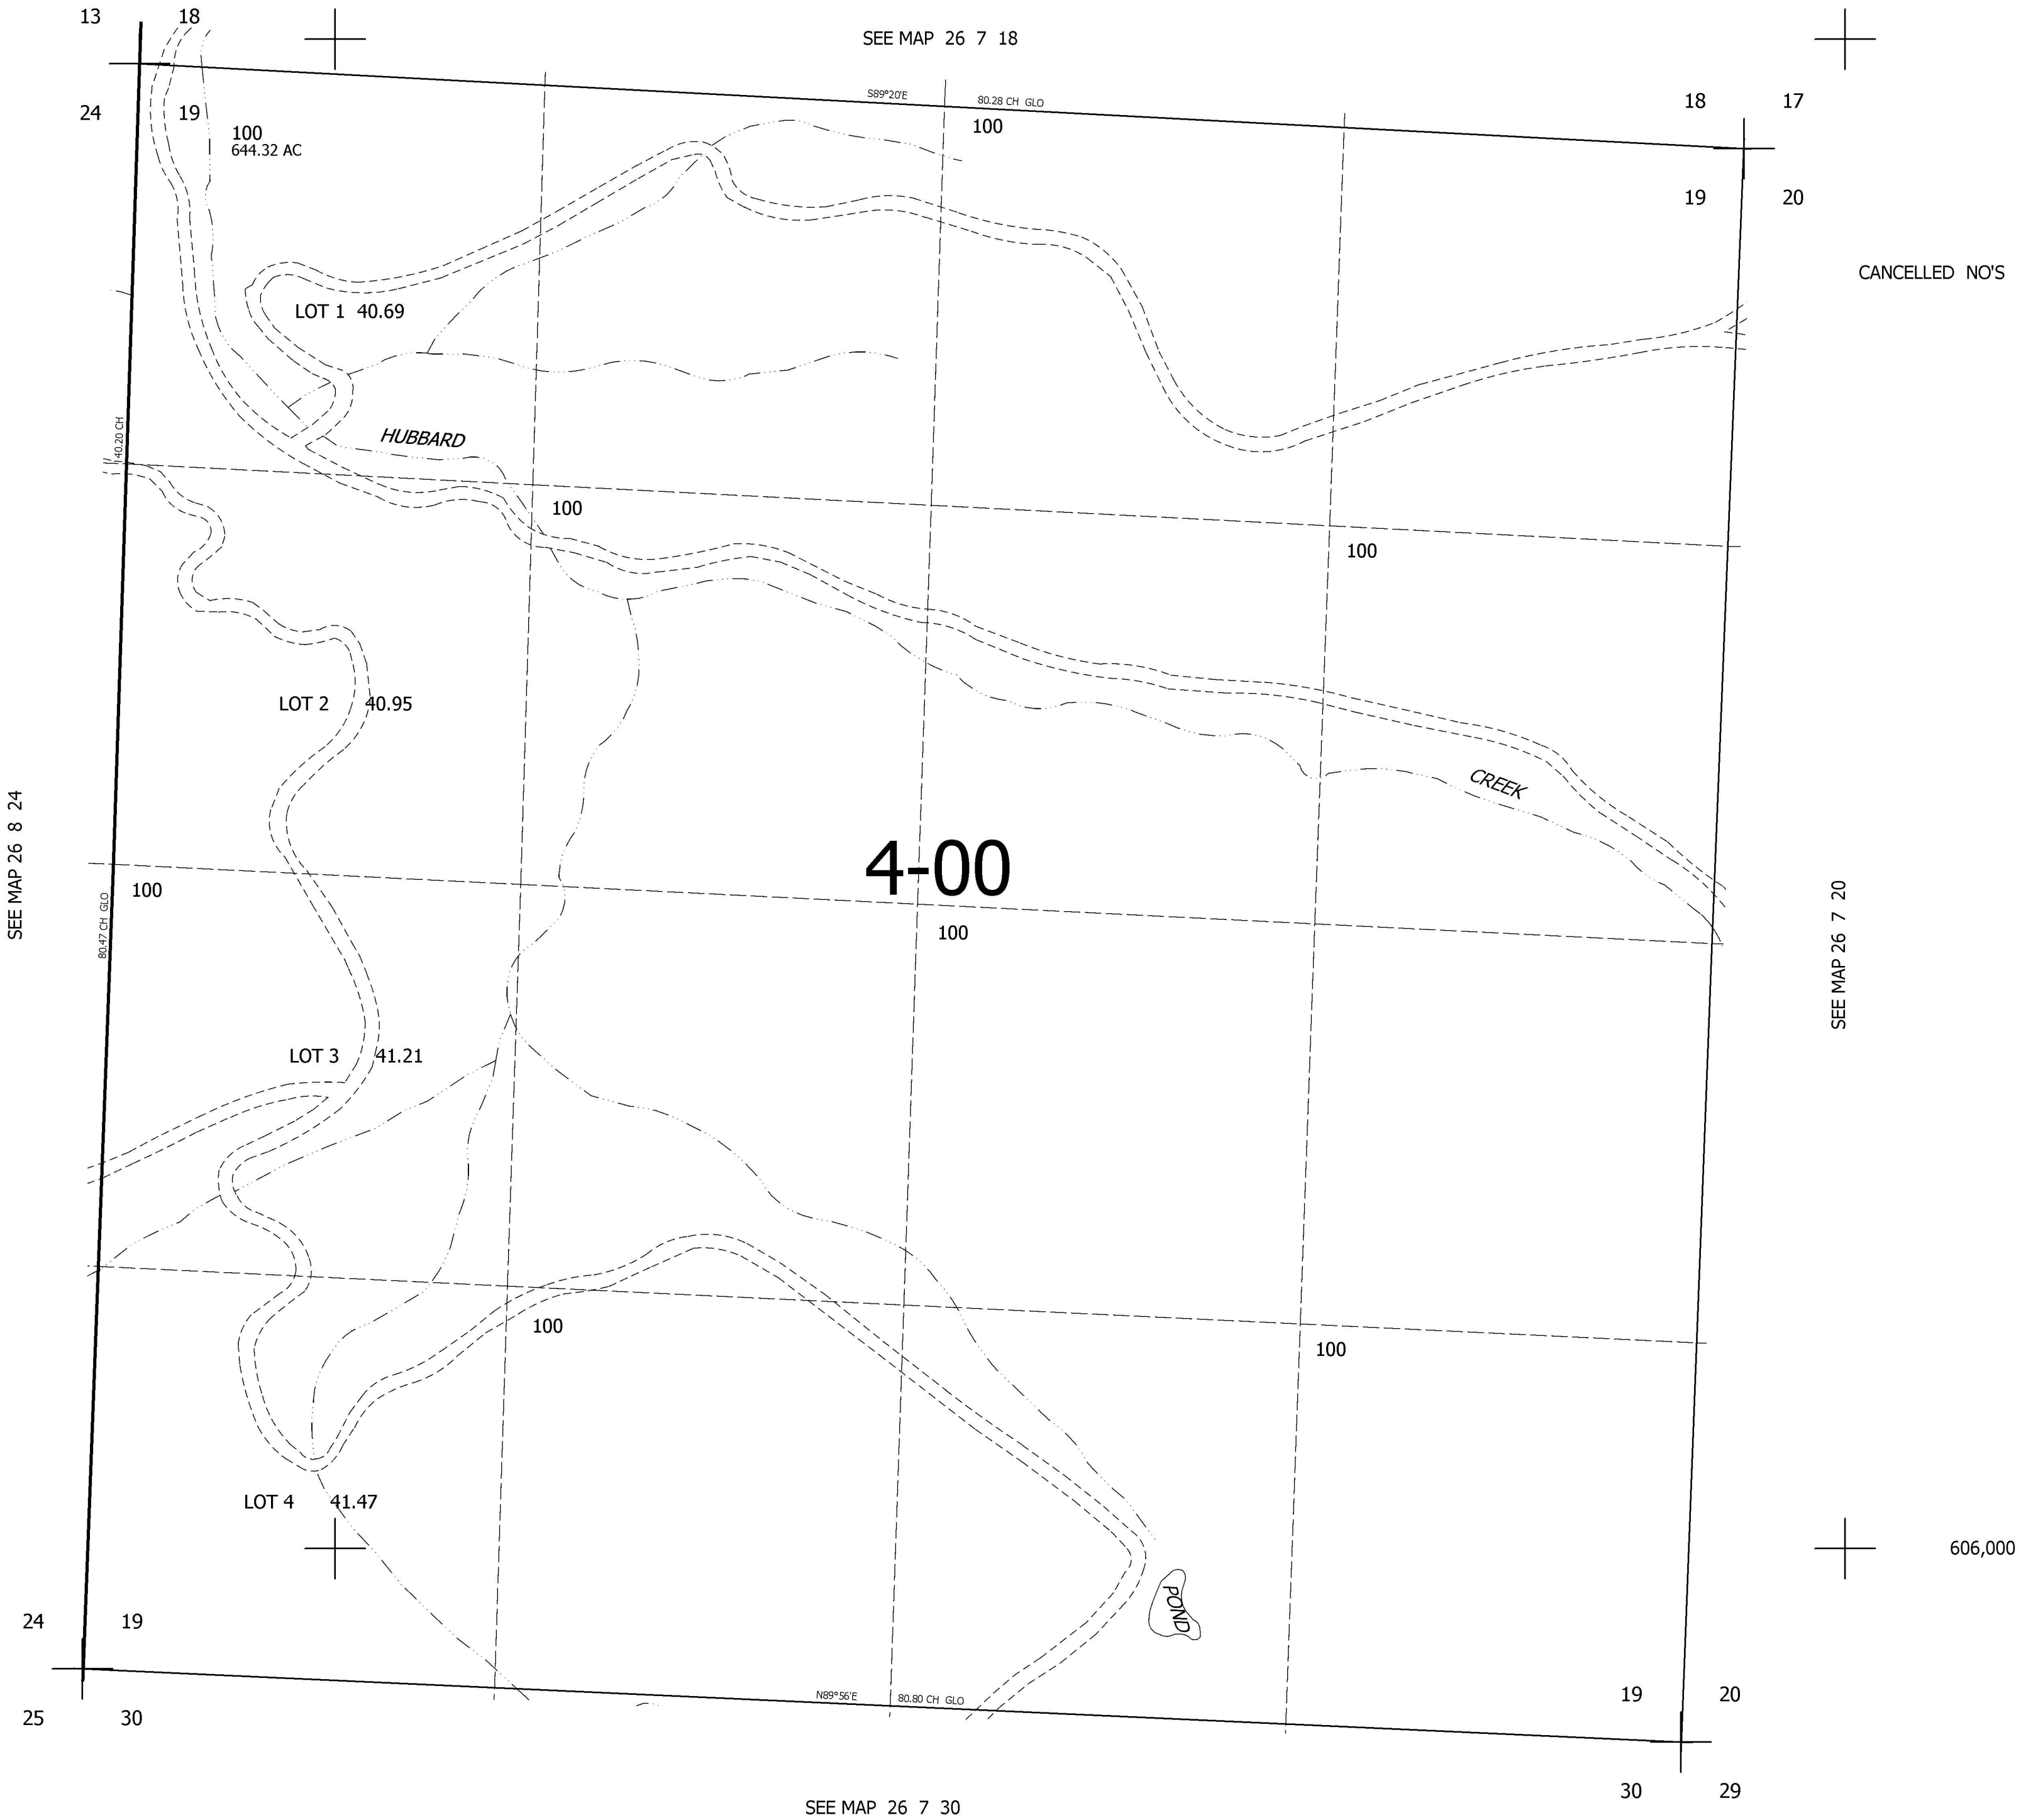 13 18
SEE MAP 26 7 18
24 19
100
644.32 AC
S89°20'E 80.28 CH GLO
100
18 17
19 20
CANCELLED NO'S
LOT 1 40.69
HUBBARD
40.20 CH
100
100
LOT 2 40.95
CREEK
SEE MAP 26 8 24
4-00
100
80.47 CH GLO
100
SEE MAP 26 7 20
LOT 3 41.21
100
100
LOT 4 41.47
606,000
POND
24 19
25 30
N89°56'E 80.80 CH GLO
19 20
30 29
SEE MAP 26 7 30